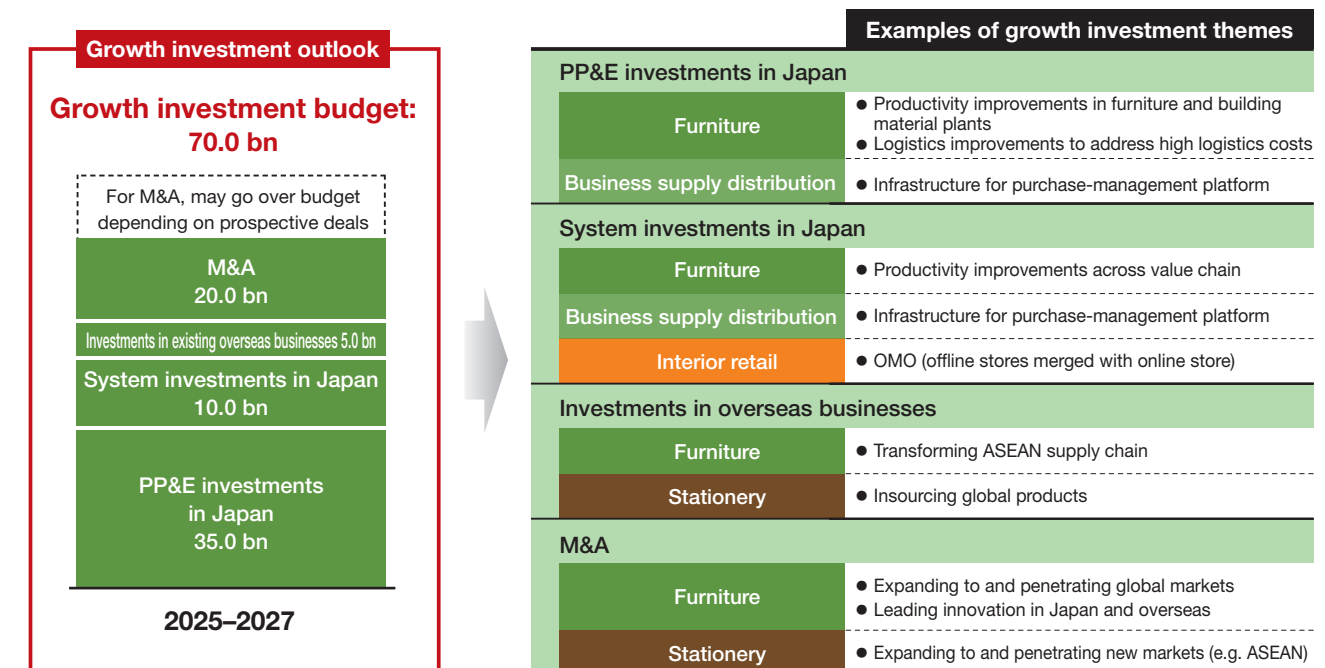 Growth investment outlook
Growth investment budget:
70.0 bn
For M&A, may go over budget
depending on prospective deals
M&A
20.0 bn
Investments in existing overseas businesses 5.0 bn
System investments in Japan
10.0 bn
PP&E investments
in Japan
35.0 bn
2025–2027
Examples of growth investment themes
PP&E investments in Japan
Furniture
● Productivity improvements in furniture and building
material plants
● Logistics improvements to address high logistics costs
Business supply distribution
● Infrastructure for purchase-management platform
System investments in Japan
Furniture
● Productivity improvements across value chain
Business supply distribution
● Infrastructure for purchase-management platform
Interior retail
● OMO (offline stores merged with online store)
Investments in overseas businesses
Furniture
● Transforming ASEAN supply chain
Stationery
● Insourcing global products
M&A
Furniture
● Expanding to and penetrating global markets
● Leading innovation in Japan and overseas
Stationery
● Expanding to and penetrating new markets (e.g. ASEAN)